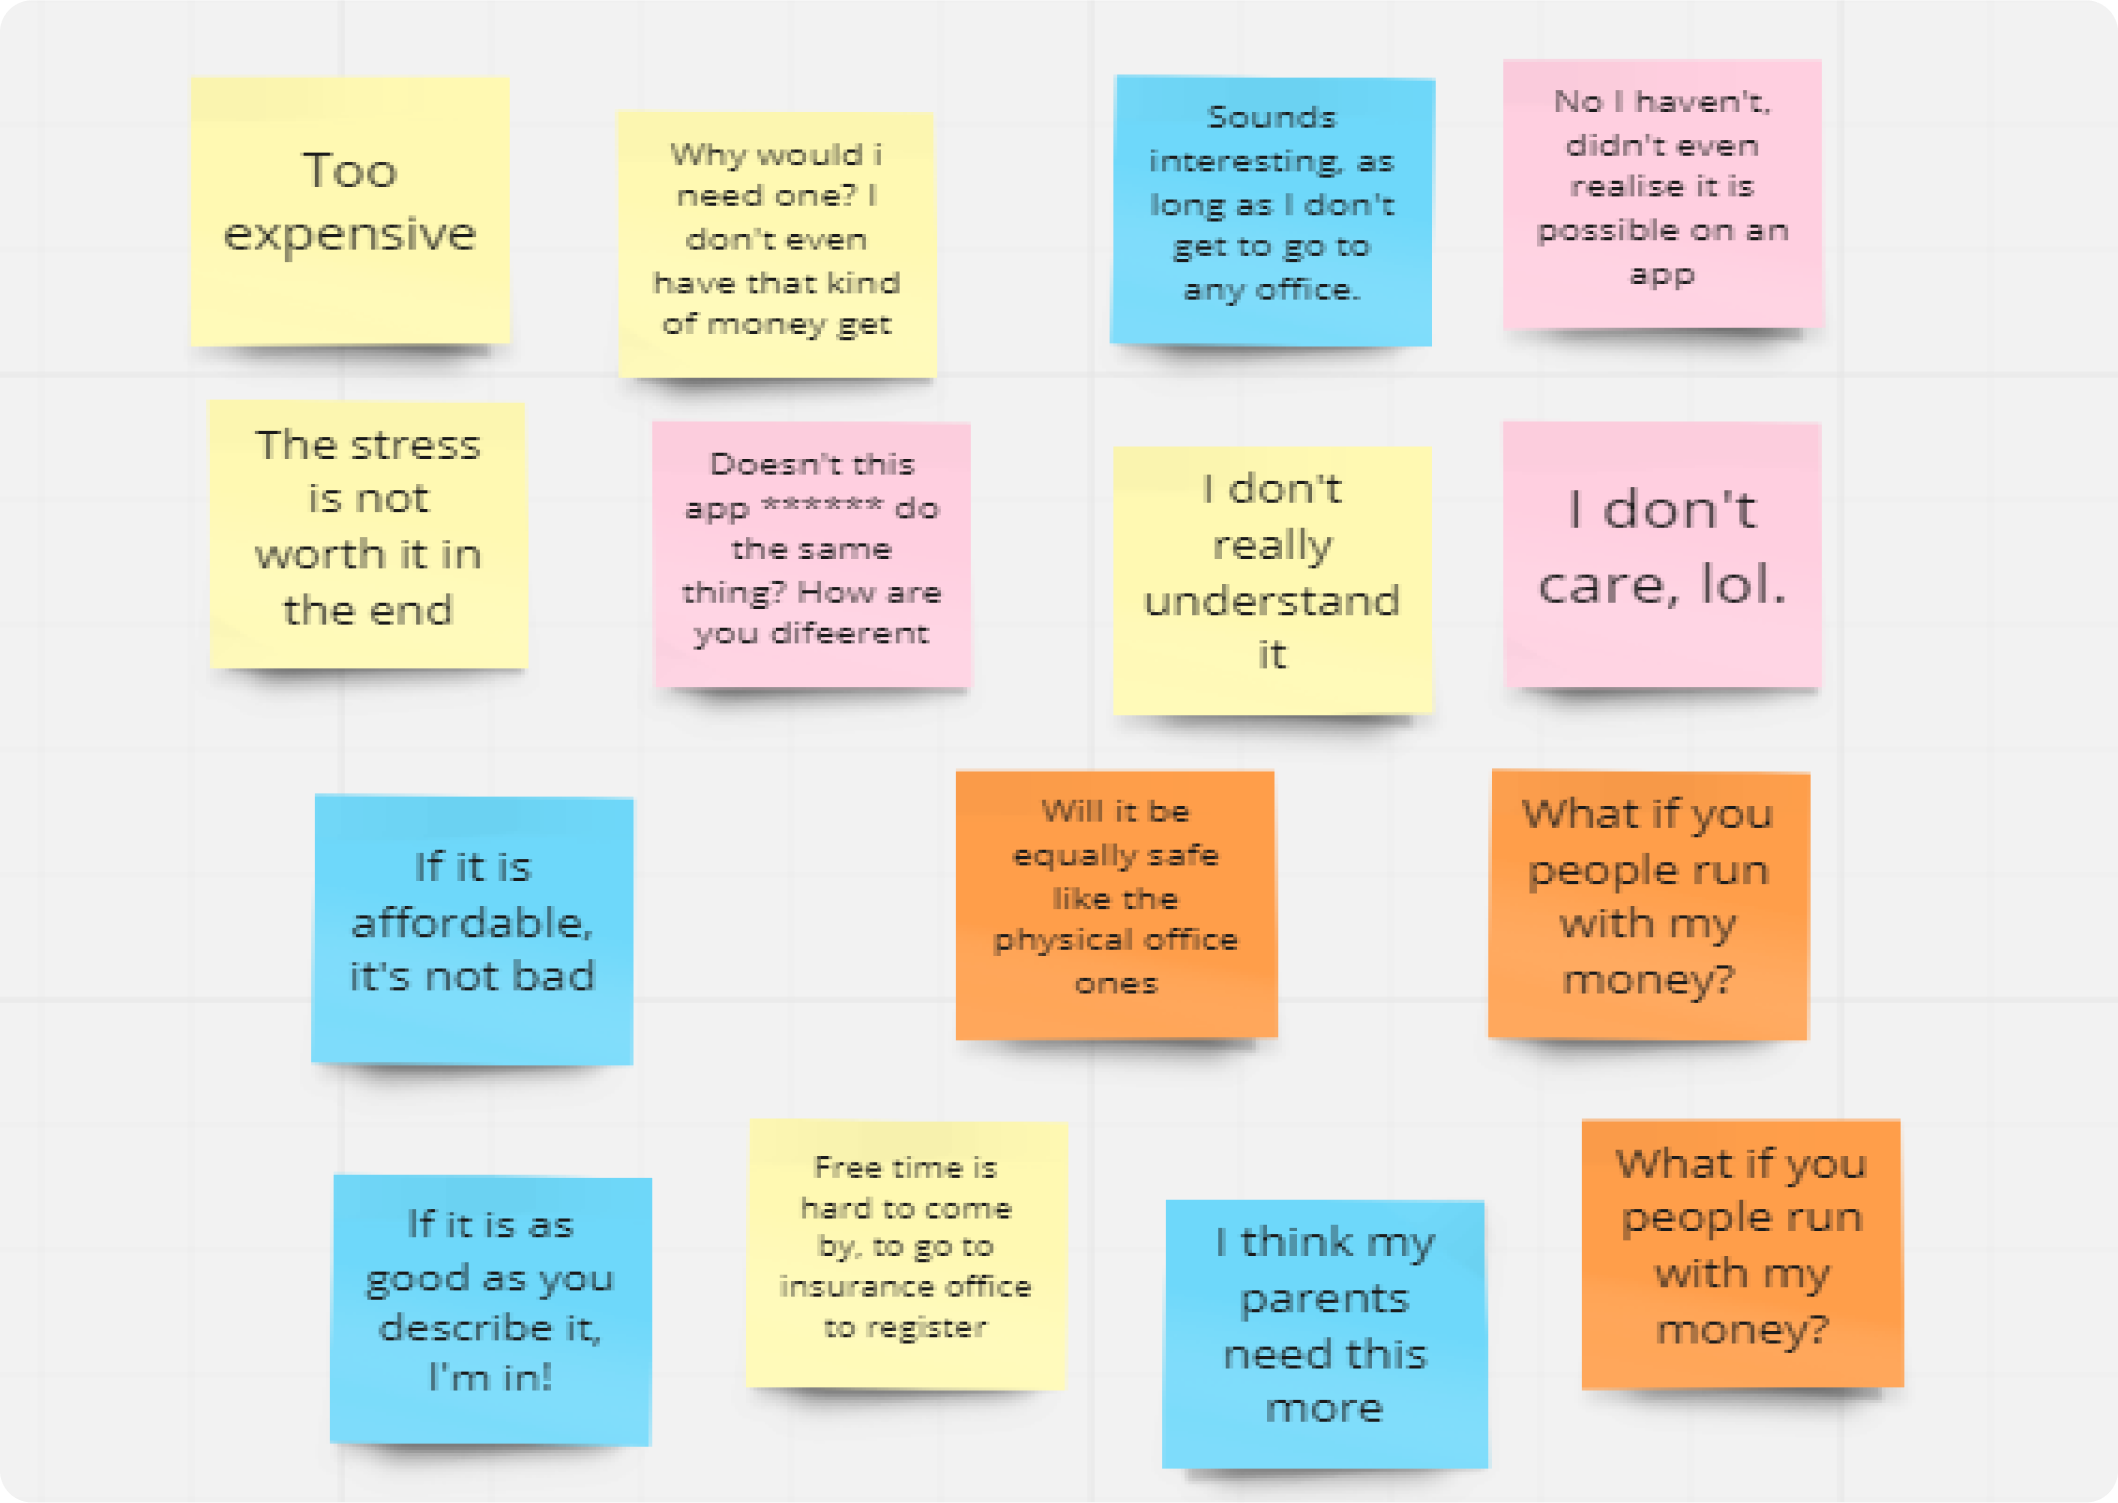 Too
expensive
Why would i
need one? I
don't even
have that kind
of money get
Sounds
interesting, as
long as I don't
get to go to
any office.
No I haven't,
didn't even
realise it is
possible on an
app
The stress
is not
worth it in
the end
Doesn't this
app ****** do
the same
thing? How are
you difeerent
I don't
really
understand
it
I don't
care, lol.
If it is
affordable,
it's not bad
Will it be
equally safe
like the
physical office
ones
What if you
people run
with my
money?
If it is as
good as you
describe it,
I'm in!
Free time is
hard to come
by, to go to
insurance office
to register
I think my
parents
need this
more
What if you
people run
with my
money?